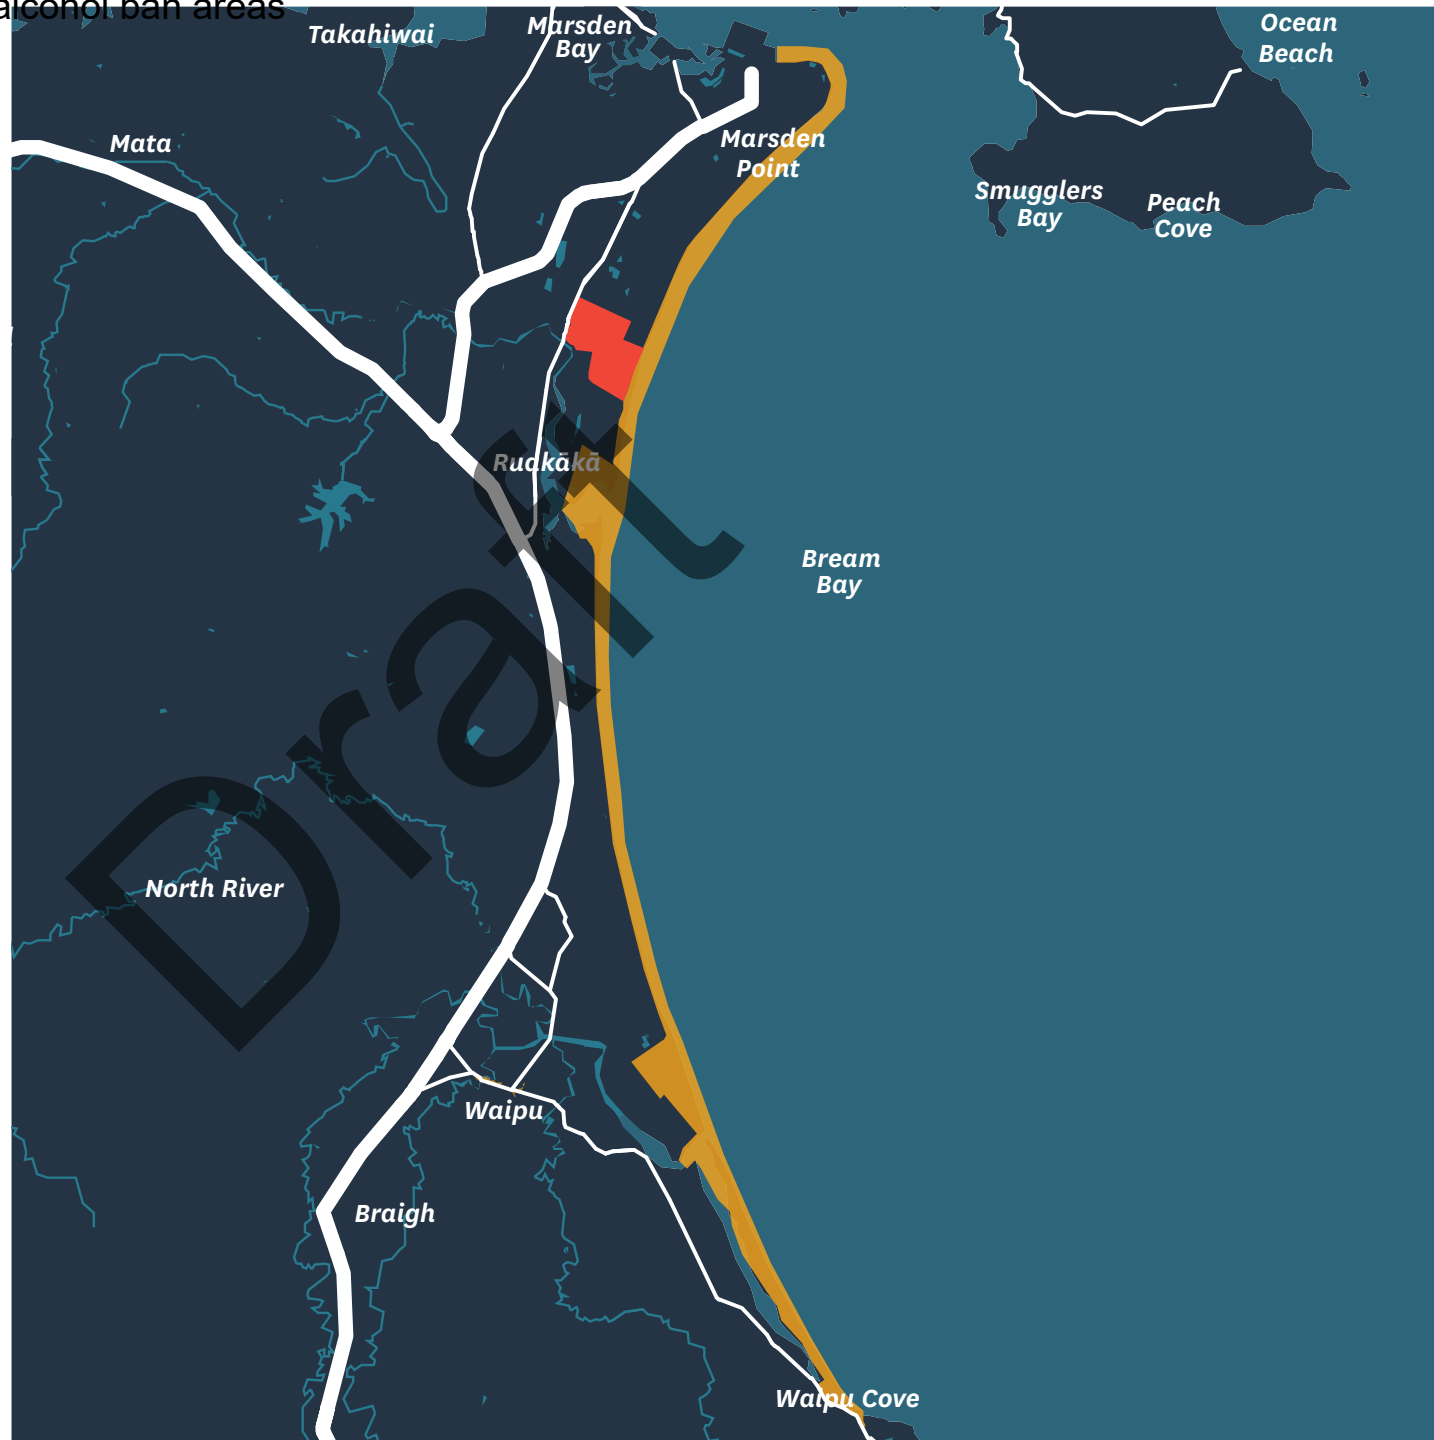 alcohol ban areas
Takahiwai
Marsden
Bay
Ocean
Beach
Mata
Marsden
Point
Smugglers
Bay
Peach
Cove
Ruakākā
Bream
Bay
Draft
North River
Waipu
Braigh
Waipu Cove